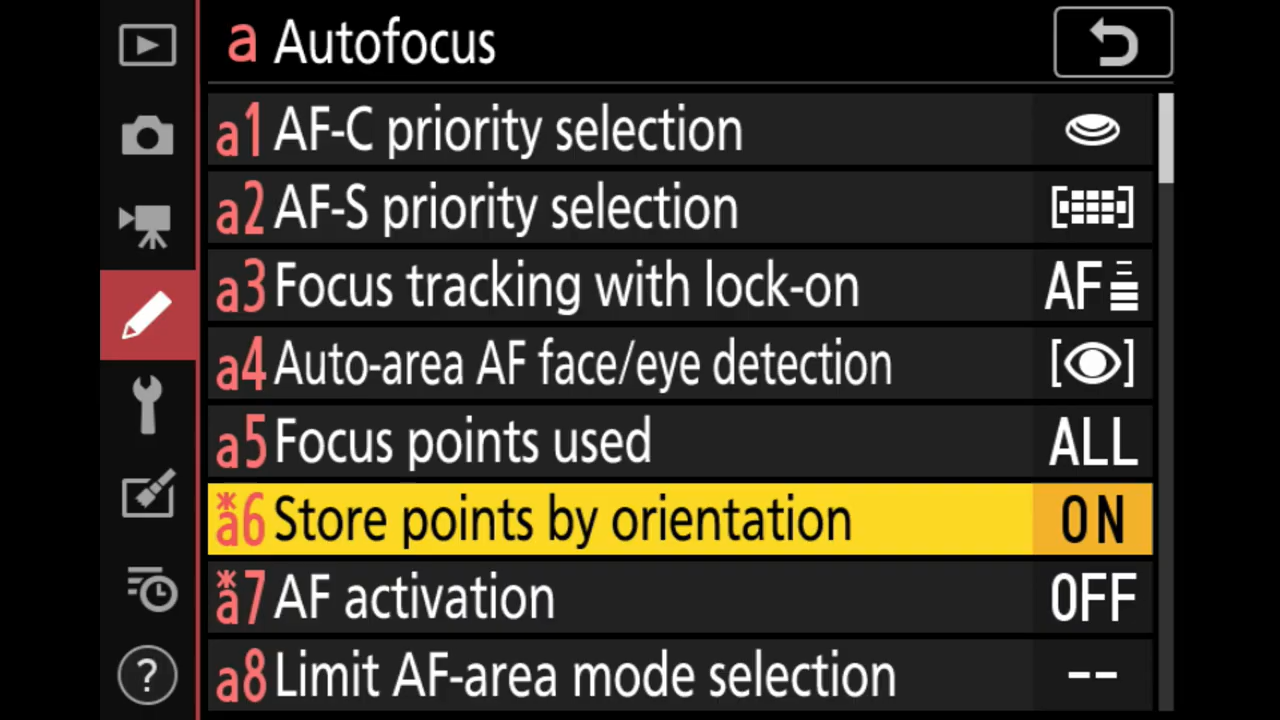 a Autofocus
a1 AF-C priority selection
a2 AF-S priority selection
a3 Focus tracking with lock-on AF
a4 Auto-area AF face/eye detection
a5 Focus points used ALL
*a6 Store points by orientation ON
*a7 AF activation OFF
a8 Limit AF-area mode selection --
?